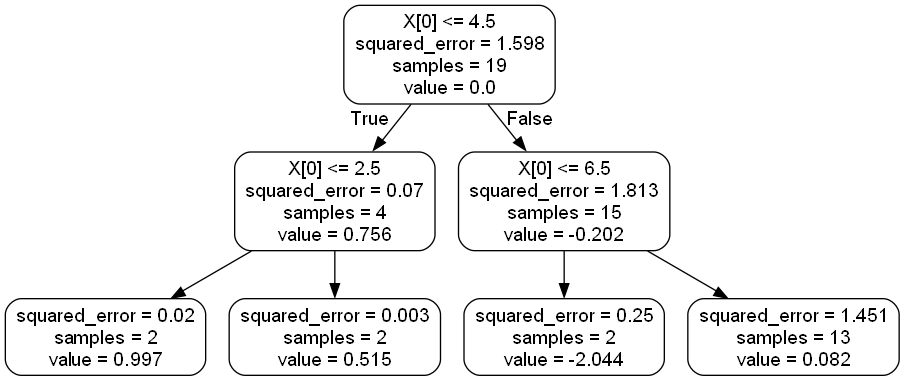 X[0] <= 4.5
squared_error = 1.598
samples = 19
value = 0.0
True
False
X[0] <= 2.5
squared_error = 0.07
samples = 4
value = 0.756
X[0] <= 6.5
squared_error = 1.813
samples = 15
value = -0.202
squared_error = 0.02
samples = 2
value = 0.997
squared_error = 0.003
samples = 2
value = 0.515
squared_error = 0.25
samples = 2
value = -2.044
squared_error = 1.451
samples = 13
value = 0.082